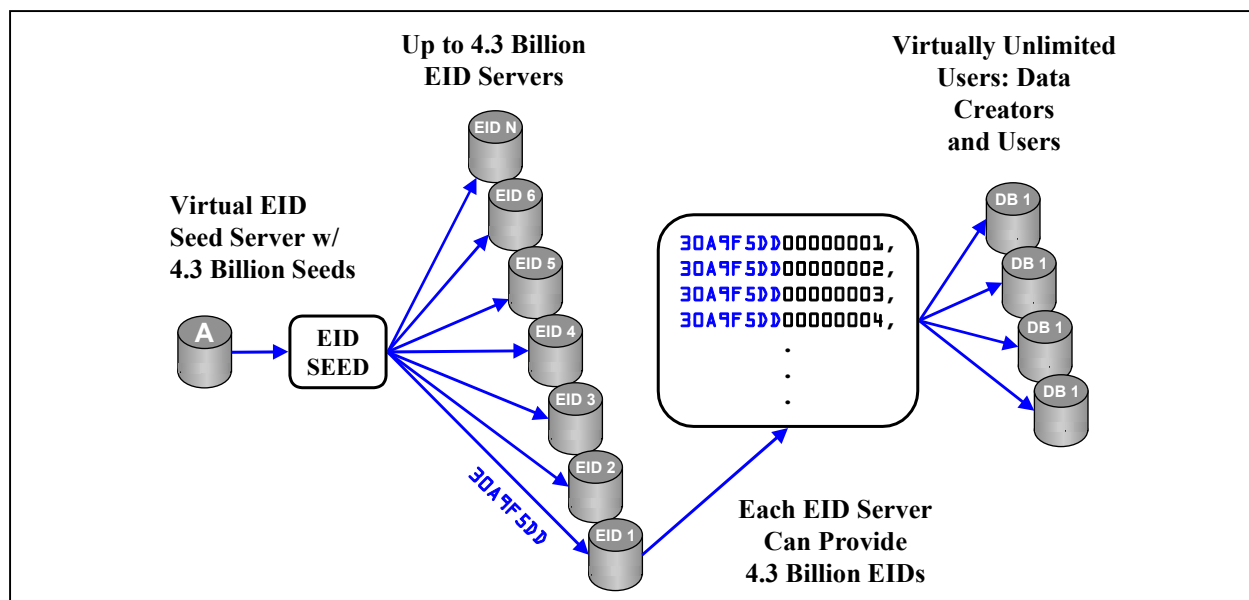 Up to 4.3 Billion
EID Servers
Virtually Unlimited
Users: Data
Creators
and Users
Virtual EID
Seed Server w/
4.3 Billion Seeds
A
EID
SEED
EID N
EID 6
EID 5
EID 4
EID 3
EID 2
EID 1
30A9F5DD
30A9F5DD00000001,
30A9F5DD00000002,
30A9F5DD00000003,
30A9F5DD00000004,
.
.
.
DB 1
DB 1
DB 1
DB 1
Each EID Server
Can Provide
4.3 Billion EIDs